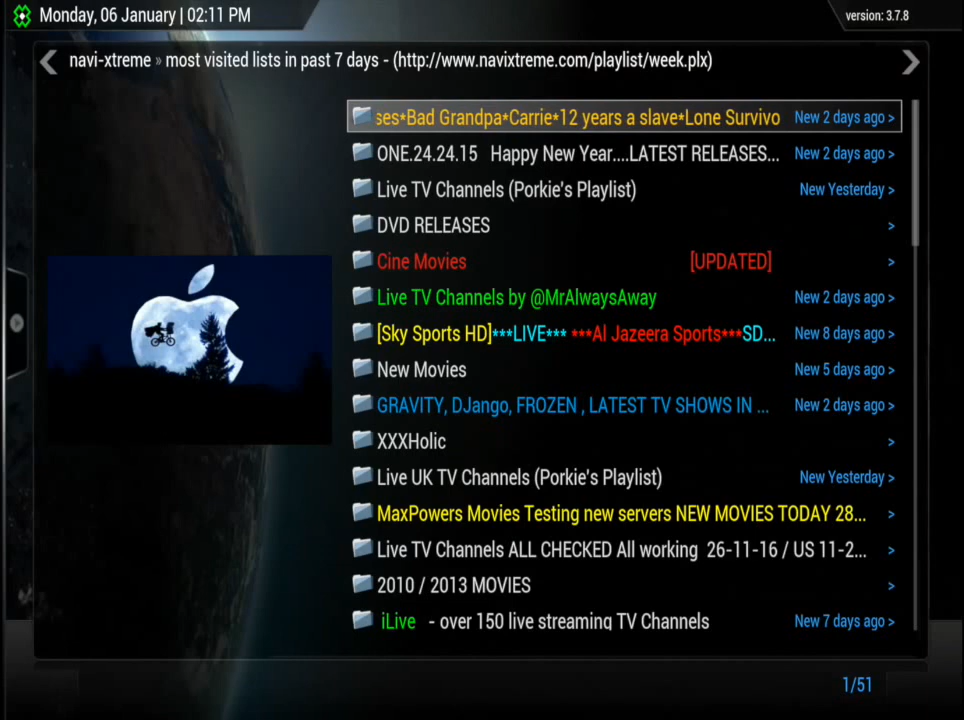 Monday, 06 January | 02:11 PM
version: 3.7.8
navi-xtreme » most visited lists in past 7 days - (http://www.navixtreme.com/playlist/week.plx)
ses*Bad Grandpa*Carrie*12 years a slave*Lone Survivo New 2 days ago >
ONE.24.24.15 Happy New Year....LATEST RELEASES... New 2 days ago >
Live TV Channels (Porkie's Playlist) New Yesterday >
DVD RELEASES >
Cine Movies [UPDATED] >
Live TV Channels by @MrAlwaysAway New 2 days ago >
[Sky Sports HD]***LIVE*** ***Al Jazeera Sports***SD... New 8 days ago >
New Movies New 5 days ago >
GRAVITY, DJango, FROZEN , LATEST TV SHOWS IN ... New 2 days ago >
XXXHolic >
Live UK TV Channels (Porkie's Playlist) New Yesterday >
MaxPowers Movies Testing new servers NEW MOVIES TODAY 28... >
Live TV Channels ALL CHECKED All working 26-11-16 / US 11-2... >
2010 / 2013 MOVIES >
iLive - over 150 live streaming TV Channels New 7 days ago >
1/51